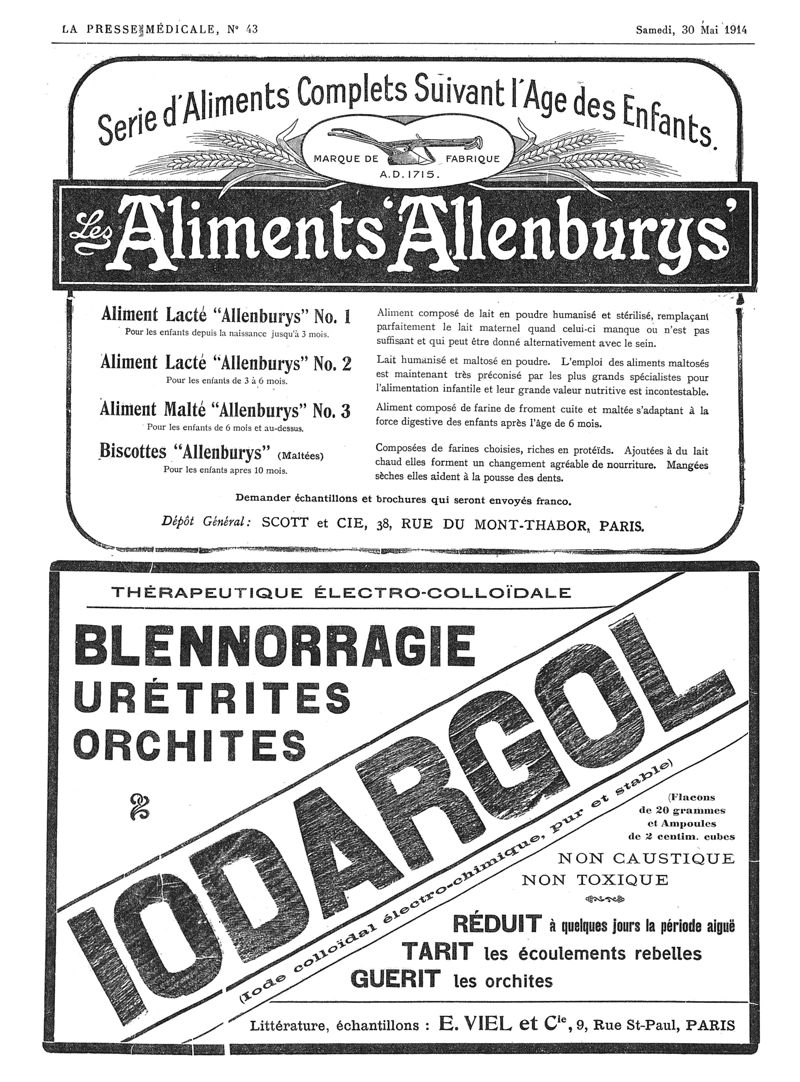 LA PRESSE MÉDICALE, N° 43
Samedi, 30 Mai 1914
Serie d'Aliments Complets Suivant l'Age des Enfants.
MARQUE DE FABRIQUE
A.D. 1715.
Les Aliments 'Allenburys'
Aliment Lacté "Allenburys" No. 1
Pour les enfants depuis la naissance jusqu'à 3 mois.
Aliment composé de lait en poudre humanisé et stérilisé, remplaçant
parfaitement le lait maternel quand celui-ci manque ou n'est pas
suffisant et qui peut être donné alternativement avec le sein.
Aliment Lacté "Allenburys" No. 2
Pour les enfants de 3 à 6 mois.
Lait humanisé et maltosé en poudre. L'emploi des aliments maltosés
est maintenant très préconisé par les plus grands spécialistes pour
l'alimentation infantile et leur grande valeur nutritive est incontestable.
Aliment Malté "Allenburys" No. 3
Pour les enfants de 6 mois et au-dessus.
Aliment composé de farine de froment cuite et maltée s'adaptant à la
force digestive des enfants après l'âge de 6 mois.
Biscottes "Allenburys" (Maltées)
Pour les enfants apres 10 mois.
Composées de farines choisies, riches en protéïds. Ajoutées à du lait
chaud elles forment un changement agréable de nourriture. Mangées
sèches elles aident à la pousse des dents.
Demander échantillons et brochures qui seront envoyés franco.
Dépôt Général: SCOTT et CIE, 38, RUE DU MONT-THABOR, PARIS.
THÉRAPEUTIQUE ÉLECTRO-COLLOÏDALE
BLENNORRAGIE
URÉTRITES
ORCHITES
IODARGOL
(Iode colloïdal électro-chimique, pur et stable)
(Flacons
de 20 grammes
et Ampoules
de 2 centim. cubes
NON CAUSTIQUE
NON TOXIQUE
RÉDUIT à quelques jours la période aiguë
TARIT les écoulements rebelles
GUERIT les orchites
Littérature, échantillons : E. VIEL et Cie, 9, Rue St-Paul, PARIS